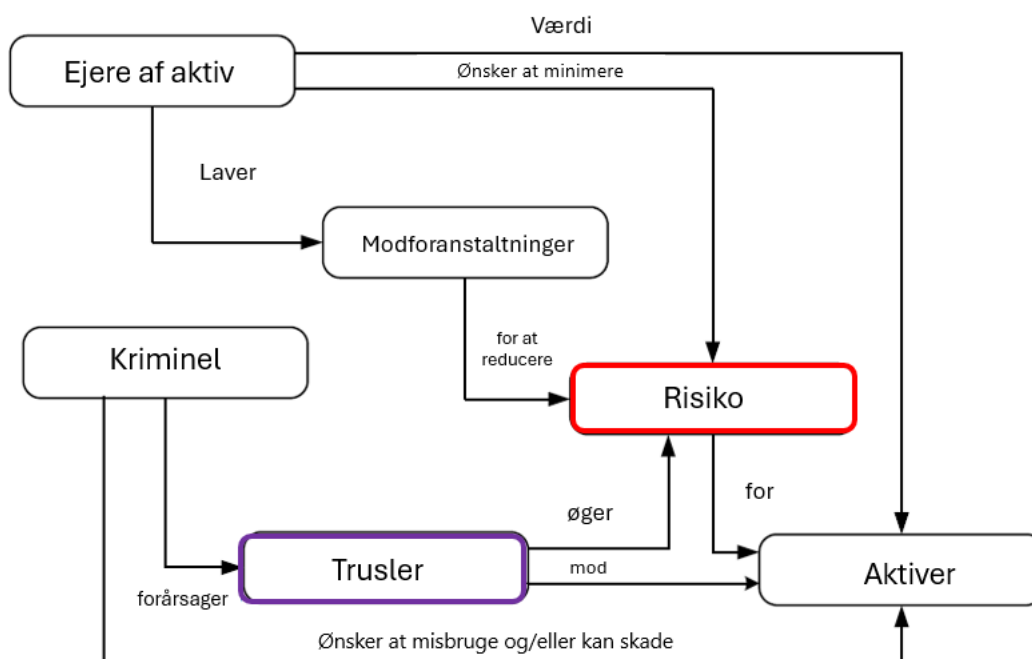 Værdi
Ejere af aktiv
Ønsker at minimere
Laver
Modforanstaltninger
for at
reducere
Kriminel
Risiko
for
øger
Trusler
mod
Aktiver
forårsager
Ønsker at misbruge og/eller kan skade